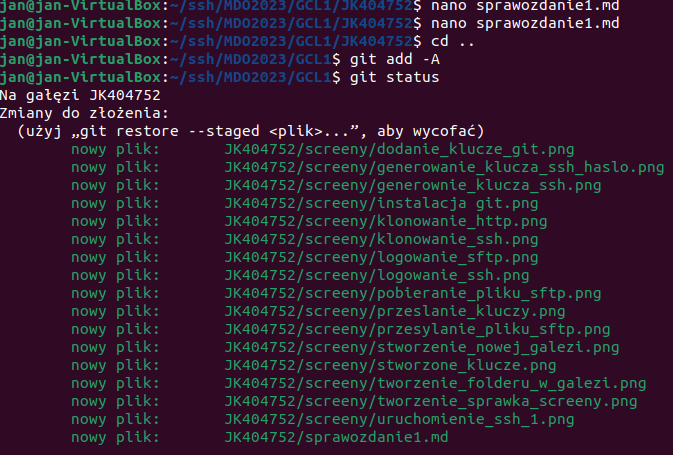 jan@jan-VirtualBox:~/ssh/MDO2023/GCL1/JK404752$ nano sprawozdanie1.md
jan@jan-VirtualBox:~/ssh/MDO2023/GCL1/JK404752$ nano sprawozdanie1.md
jan@jan-VirtualBox:~/ssh/MDO2023/GCL1/JK404752$ cd ..
jan@jan-VirtualBox:~/ssh/MDO2023/GCL1$ git add -A
jan@jan-VirtualBox:~/ssh/MDO2023/GCL1$ git status
Na gałęzi JK404752
Zmiany do złożenia:
  (użyj „git restore --staged <plik>...”, aby wycofać)
	nowy plik:       JK404752/screeny/dodanie_klucze_git.png
	nowy plik:       JK404752/screeny/generowanie_klucza_ssh_haslo.png
	nowy plik:       JK404752/screeny/generownie_klucza_ssh.png
	nowy plik:       JK404752/screeny/instalacja git.png
	nowy plik:       JK404752/screeny/klonowanie_http.png
	nowy plik:       JK404752/screeny/klonowanie_ssh.png
	nowy plik:       JK404752/screeny/logowanie_sftp.png
	nowy plik:       JK404752/screeny/logowanie_ssh.png
	nowy plik:       JK404752/screeny/pobieranie_pliku_sftp.png
	nowy plik:       JK404752/screeny/przeslanie_kluczy.png
	nowy plik:       JK404752/screeny/przesylanie_pliku_sftp.png
	nowy plik:       JK404752/screeny/stworzenie_nowej_galezi.png
	nowy plik:       JK404752/screeny/stworzone_klucze.png
	nowy plik:       JK404752/screeny/tworzenie_folderu_w_galezi.png
	nowy plik:       JK404752/screeny/tworzenie_sprawka_screeny.png
	nowy plik:       JK404752/screeny/uruchomienie_ssh_1.png
	nowy plik:       JK404752/sprawozdanie1.md